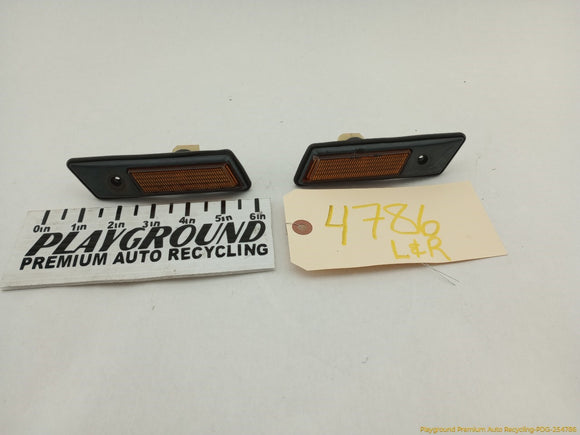 0in 1in 2in 3in 4in 5in 6in
PLAYGROUND
PREMIUM AUTO RECYCLING
4786
L&R
Playground Premium Auto Recycling-PDG-254786